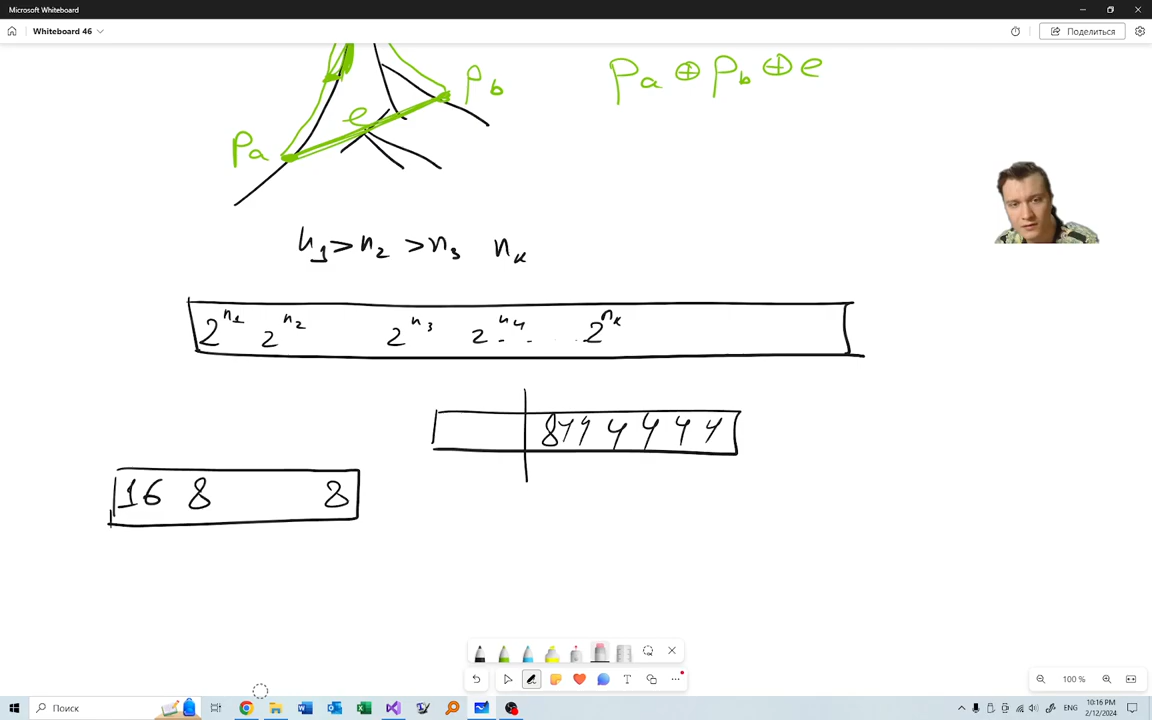 Microsoft Whiteboard
Whiteboard 46
Поделиться
Pa ⊕ Pb ⊕ e
Pb
e
Pa
n1 > n2 > n3 nk
2^n1 2^n2 2^n3 2^n4 ... 2^nk
8 4 4 4 4 4 4
16 8 8
100 %
Поиск
ENG
10:16 PM
2/12/2024